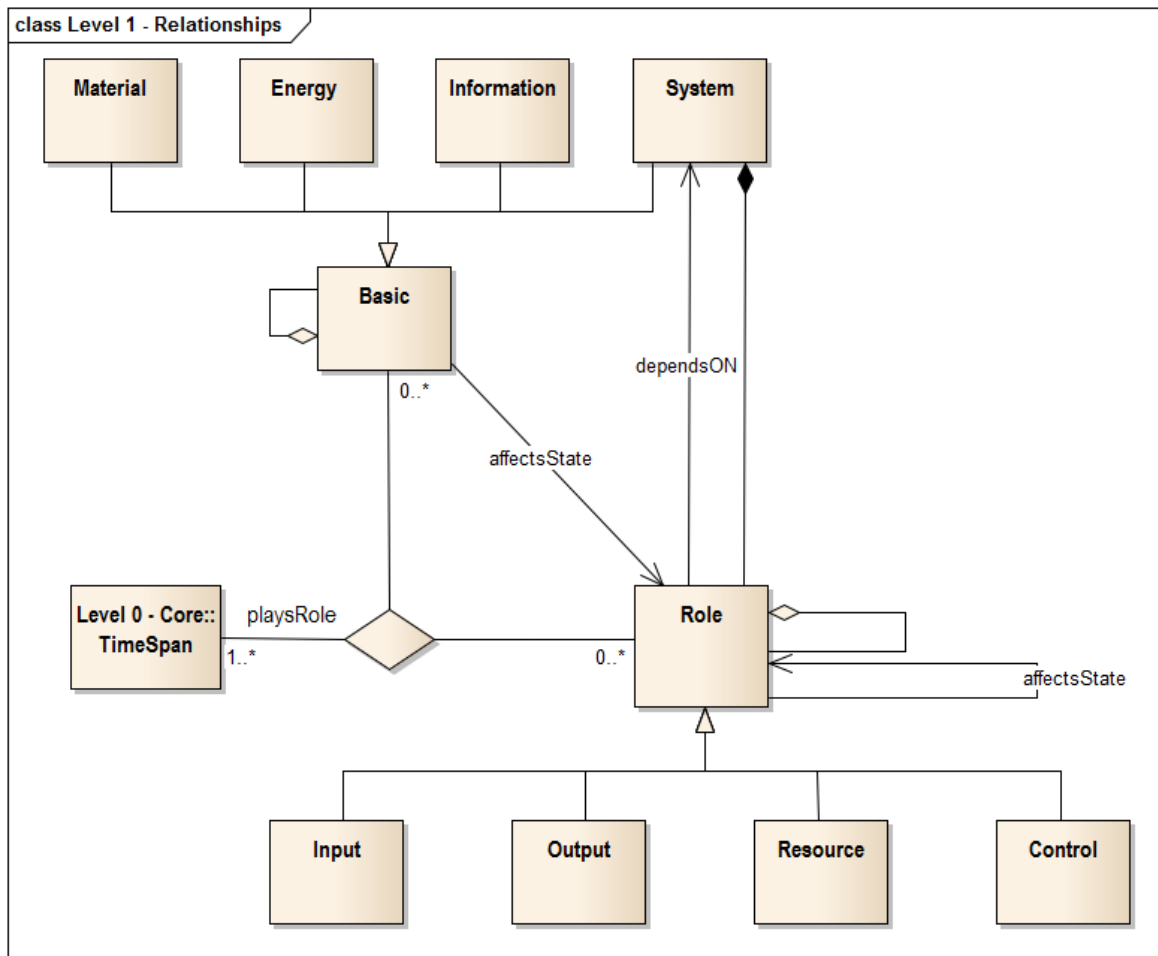 class Level 1 - Relationships
Material
Energy
Information
System
Basic
0..*
dependsON
affectsState
Level 0 - Core::
TimeSpan
playsRole
1..*
0..*
Role
affectsState
Input
Output
Resource
Control